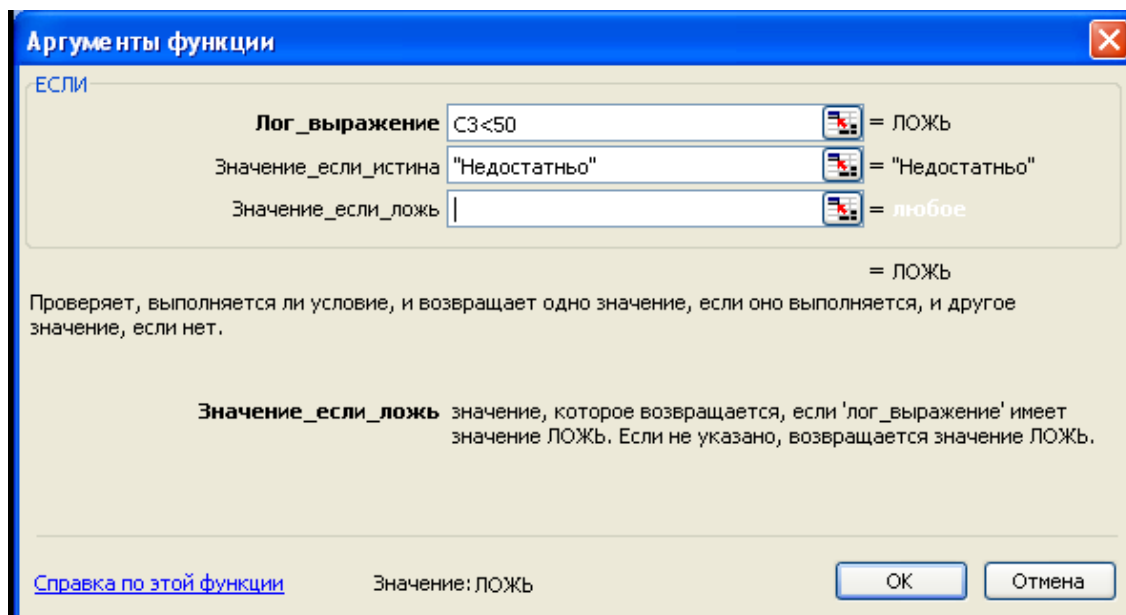 Аргументы функции
ЕСЛИ
Лог_выражение C3<50 = ЛОЖЬ
Значение_если_истина "Недостатньо" = "Недостатньо"
Значение_если_ложь = любое
= ЛОЖЬ
Проверяет, выполняется ли условие, и возвращает одно значение, если оно выполняется, и другое
значение, если нет.
Значение_если_ложь значение, которое возвращается, если 'лог_выражение' имеет
значение ЛОЖЬ. Если не указано, возвращается значение ЛОЖЬ.
Справка по этой функции Значение: ЛОЖЬ OK Отмена